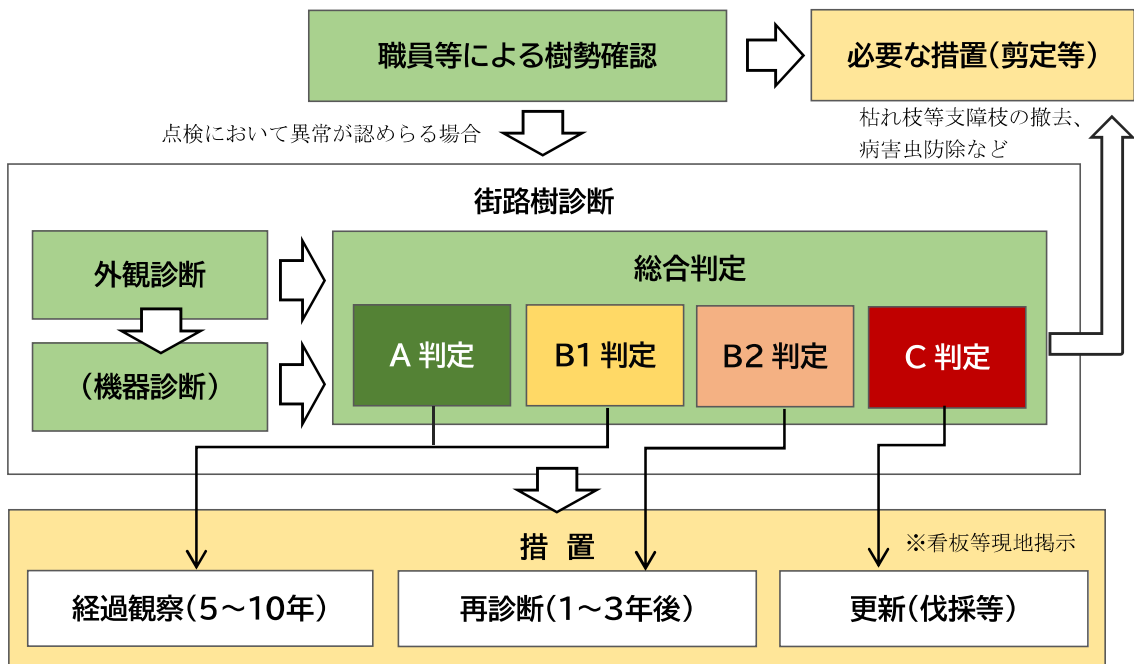 職員等による樹勢確認
必要な措置(剪定等)
点検において異常が認めらる場合
枯れ枝等支障枝の撤去、
病害虫防除など
街路樹診断
外観診断
(機器診断)
総合判定
A 判定
B1 判定
B2 判定
C 判定
措 置
※看板等現地掲示
経過観察(5～10年)
再診断(1～3年後)
更新(伐採等)